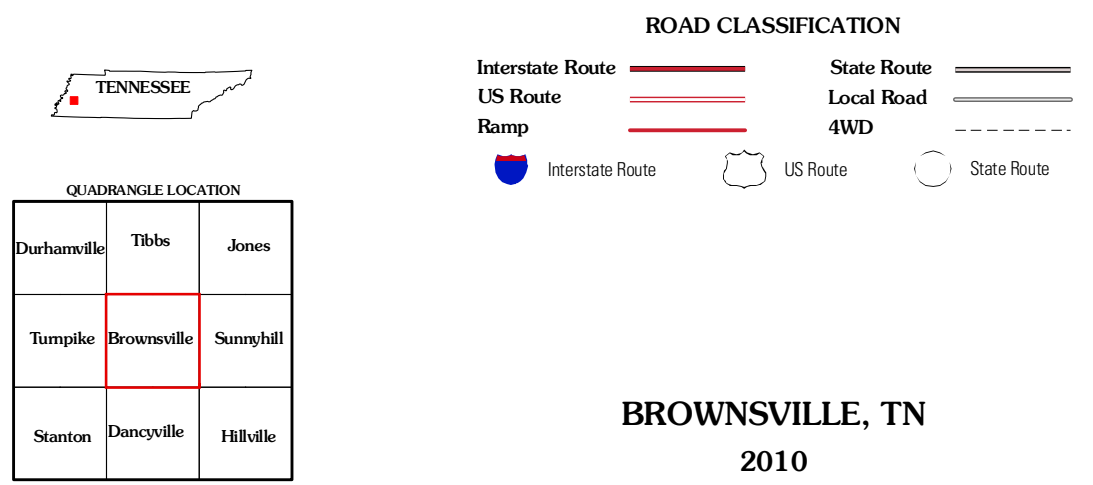 TENNESSEE
QUADRANGLE LOCATION
Durhamville Tibbs Jones
Turnpike Brownsville Sunnyhill
Stanton Dancyville Hillville
ROAD CLASSIFICATION
Interstate Route State Route
US Route Local Road
Ramp 4WD
Interstate Route US Route State Route
BROWNSVILLE, TN
2010